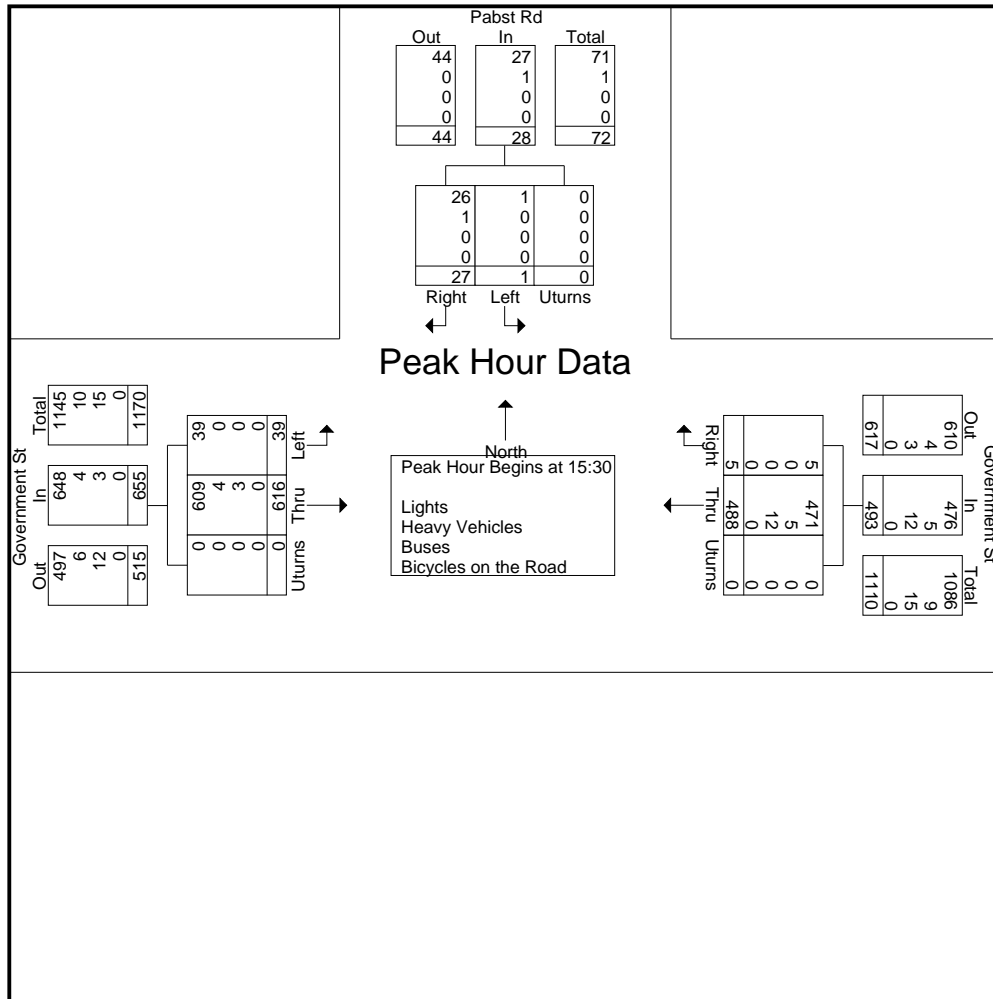 Pabst Rd
Out In Total
44 27 71
0 1 1
0 0 0
0 0 0
44 28 72
26 1 0
1 0 0
0 0 0
0 0 0
27 1 0
Right Left Uturns
Peak Hour Data
Government St
Total
1145
10
15
0
1170
In
648
4
3
0
655
Out
497
6
12
0
515
Left
39
0
0
0
39
Thru
609
4
3
0
616
Uturns
0
0
0
0
0
North
Peak Hour Begins at 15:30
Lights
Heavy Vehicles
Buses
Bicycles on the Road
Right
5
0
0
0
5
Thru
471
5
12
0
488
Uturns
0
0
0
0
0
Government St
Out
610
4
3
0
617
In
476
5
12
0
493
Total
1086
9
15
0
1110